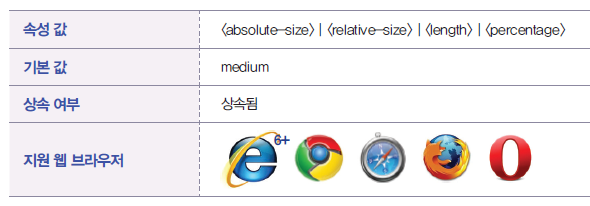 속성 값 〈absolute-size〉 | 〈relative-size〉 | 〈length〉 | 〈percentage〉
기본 값 medium
상속 여부 상속됨
지원 웹 브라우저 6+